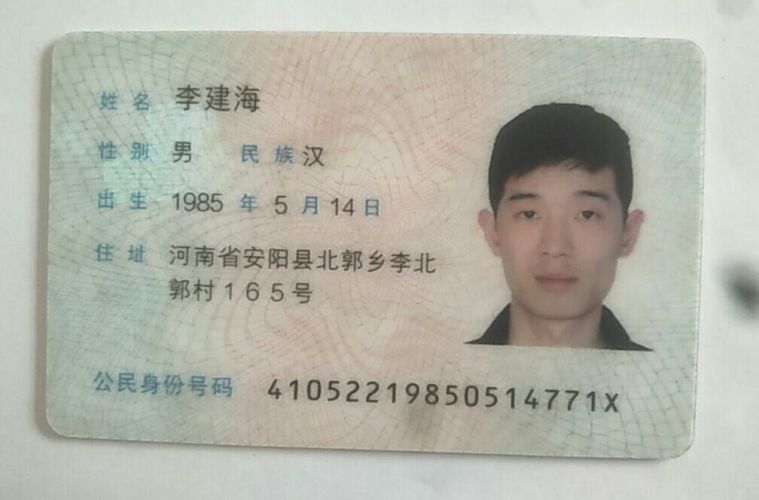 姓名 李建海
性别 男 民族 汉
出生 1985 年 5 月 14 日
住址 河南省安阳县北郭乡李北
郭村165号
公民身份号码 41052219850514771X